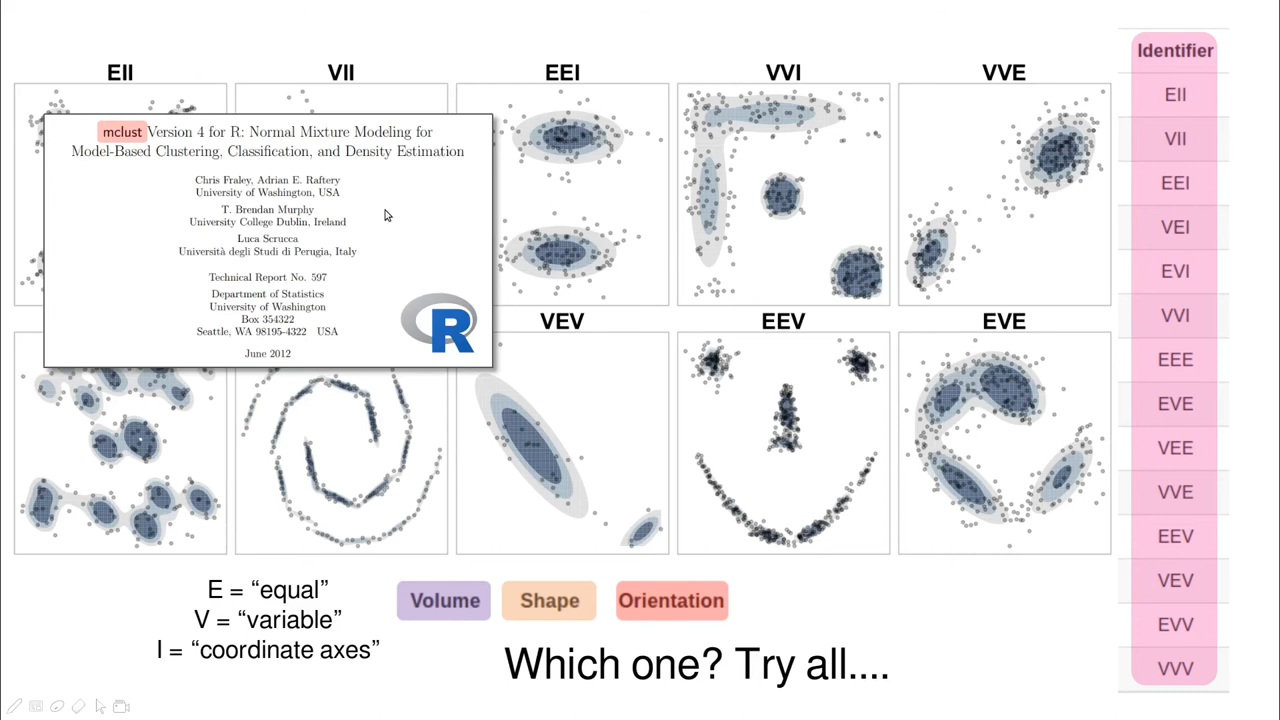 EII
VII
EEI
VVI
VVE
mclust Version 4 for R: Normal Mixture Modeling for
Model-Based Clustering, Classification, and Density Estimation
Chris Fraley, Adrian E. Raftery
University of Washington, USA
T. Brendan Murphy
University College Dublin, Ireland
Luca Scrucca
Università degli Studi di Perugia, Italy
Technical Report No. 597
Department of Statistics
University of Washington
Box 354322
Seattle, WA 98195-4322 USA
June 2012
R
VEV
EEV
EVE
E = “equal”
V = “variable”
I = “coordinate axes”
Volume
Shape
Orientation
Which one? Try all....
Identifier
EII
VII
EEI
VEI
EVI
VVI
EEE
EVE
VEE
VVE
EEV
VEV
EVV
VVV